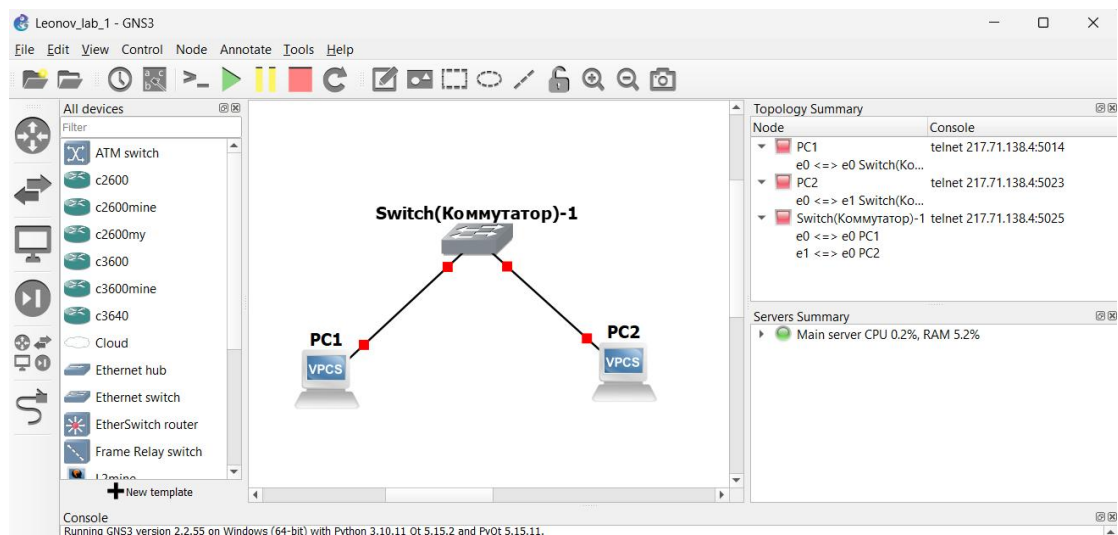 Leonov_lab_1 - GNS3
File Edit View Control Node Annotate Tools Help
All devices
Filter
ATM switch
c2600
c2600mine
c2600my
c3600
c3600mine
c3640
Cloud
Ethernet hub
Ethernet switch
EtherSwitch router
Frame Relay switch
L2mine
New template
Switch(Коммутатор)-1
PC1
VPCS
PC2
VPCS
Topology Summary
Node Console
PC1 telnet 217.71.138.4:5014
e0 <=> e0 Switch(Ко...
PC2 telnet 217.71.138.4:5023
e0 <=> e1 Switch(Ко...
Switch(Коммутатор)-1 telnet 217.71.138.4:5025
e0 <=> e0 PC1
e1 <=> e0 PC2
Servers Summary
Main server CPU 0.2%, RAM 5.2%
Console
Running GNS3 version 2.2.55 on Windows (64-bit) with Python 3.10.11 Qt 5.15.2 and PyQt 5.15.11.